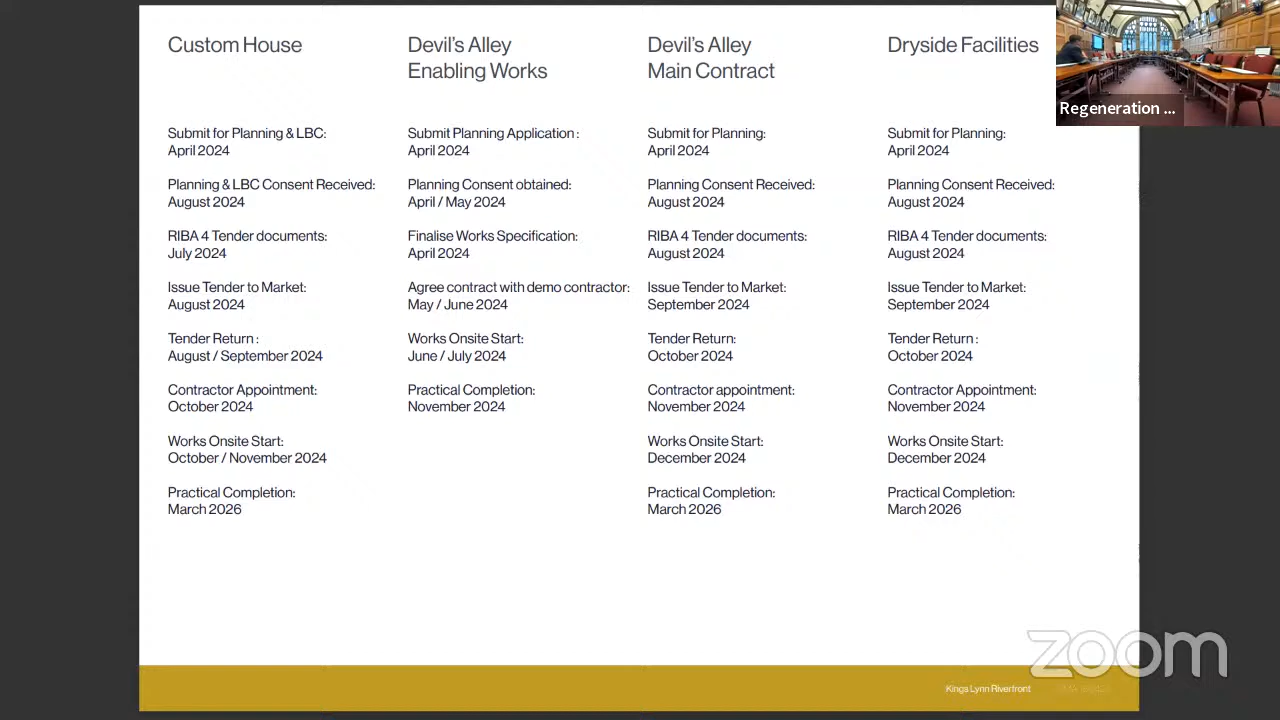 Custom House
Submit for Planning & LBC:
April 2024
Planning & LBC Consent Received:
August 2024
RIBA 4 Tender documents:
July 2024
Issue Tender to Market:
August 2024
Tender Return :
August / September 2024
Contractor Appointment:
October 2024
Works Onsite Start:
October / November 2024
Practical Completion:
March 2026
Devil's Alley
Enabling Works
Submit Planning Application :
April 2024
Planning Consent obtained:
April / May 2024
Finalise Works Specification:
April 2024
Agree contract with demo contractor:
May / June 2024
Works Onsite Start:
June / July 2024
Practical Completion:
November 2024
Devil's Alley
Main Contract
Submit for Planning:
April 2024
Planning Consent Received:
August 2024
RIBA 4 Tender documents:
August 2024
Issue Tender to Market:
September 2024
Tender Return:
October 2024
Contractor appointment:
November 2024
Works Onsite Start:
December 2024
Practical Completion:
March 2026
Dryside Facilities
Submit for Planning:
April 2024
Planning Consent Received:
August 2024
RIBA 4 Tender documents:
August 2024
Issue Tender to Market:
September 2024
Tender Return :
October 2024
Contractor Appointment:
November 2024
Works Onsite Start:
December 2024
Practical Completion:
March 2026
Regeneration ...
zoom
Kings Lynn Riverfront